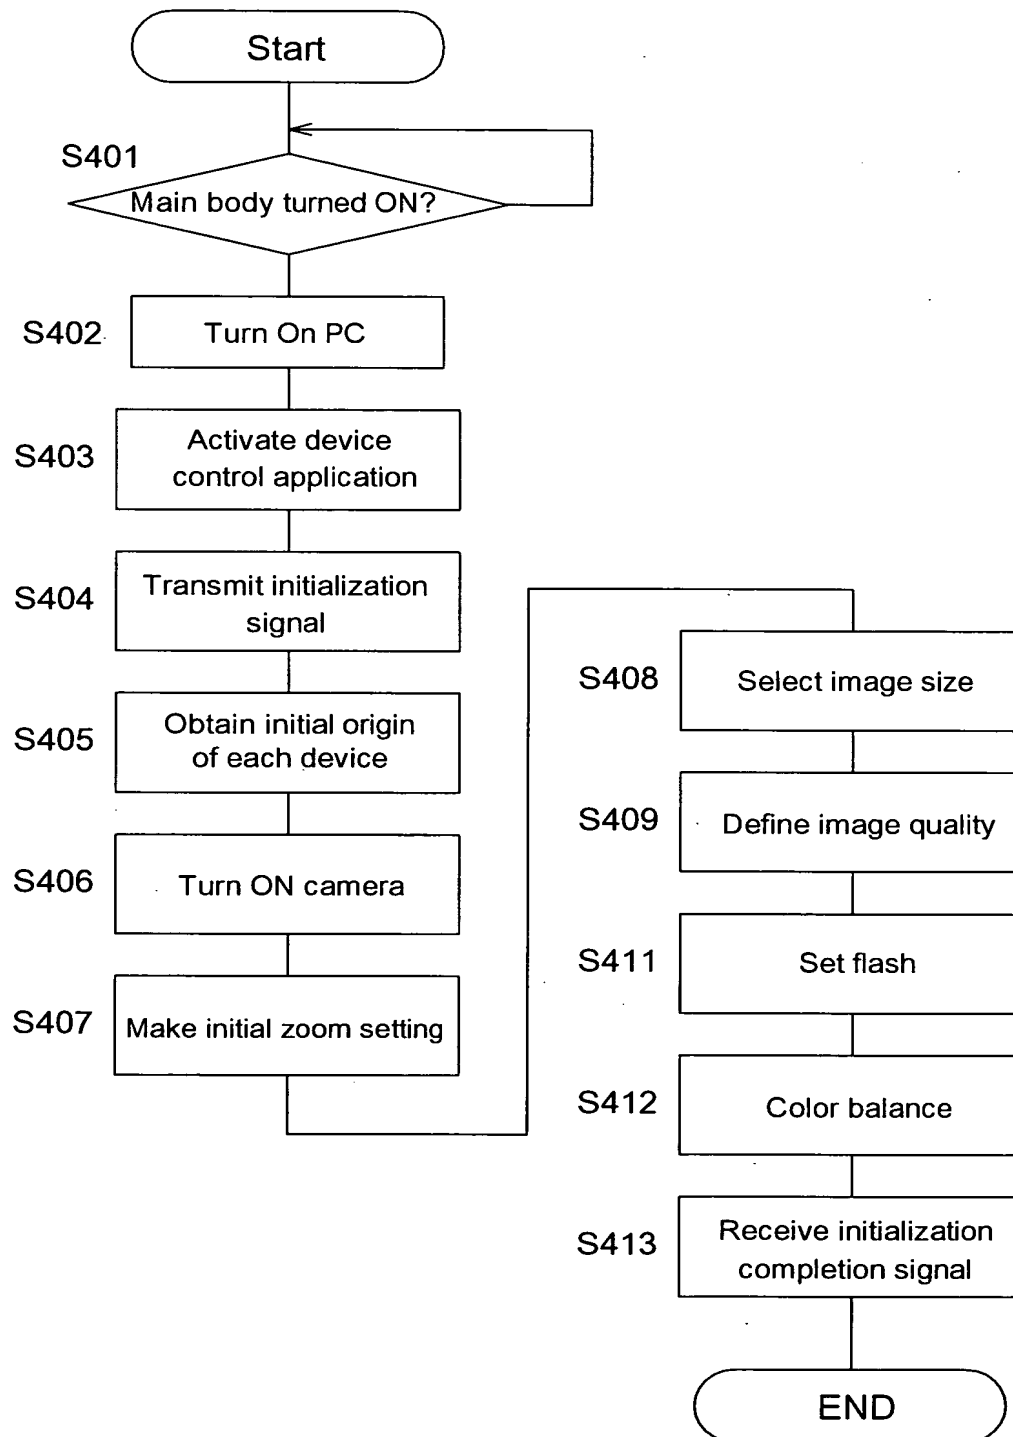 Start
S401
Main body turned ON?
S402
Turn On PC
S403
Activate device
control application
S404
Transmit initialization
signal
S405
Obtain initial origin
of each device
S406
Turn ON camera
S407
Make initial zoom setting
S408
Select image size
S409
Define image quality
S411
Set flash
S412
Color balance
S413
Receive initialization
completion signal
END